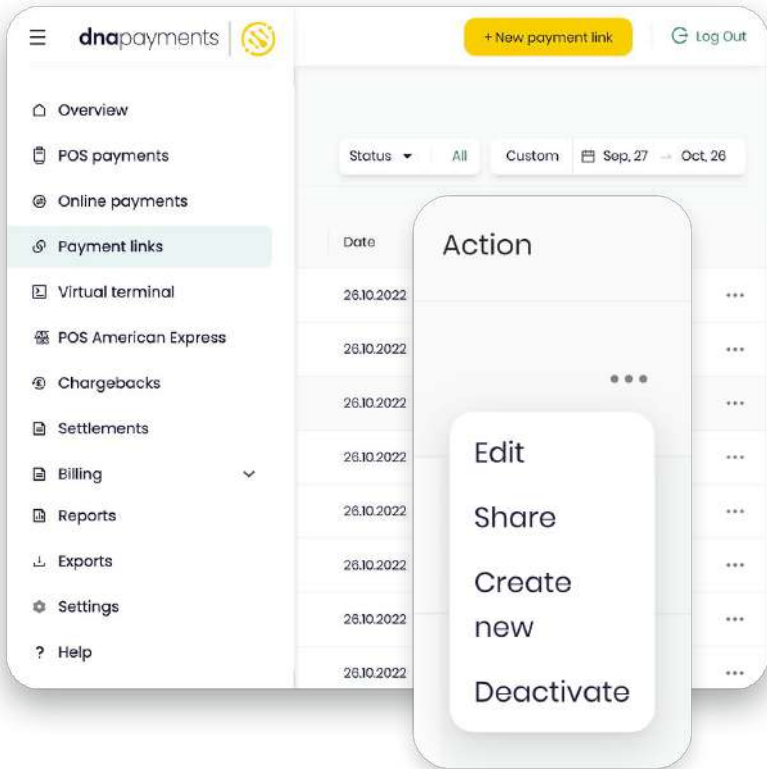 dnapayments
+ New payment link
Log Out
Overview
POS payments
Online payments
Payment links
Virtual terminal
POS American Express
Chargebacks
Settlements
Billing
Reports
Exports
Settings
? Help
Status
All
Custom
Sep, 27 → Oct, 26
Date
26.10.2022
26.10.2022
26.10.2022
26.10.2022
26.10.2022
26.10.2022
26.10.2022
26.10.2022
Action
Edit
Share
Create
new
Deactivate